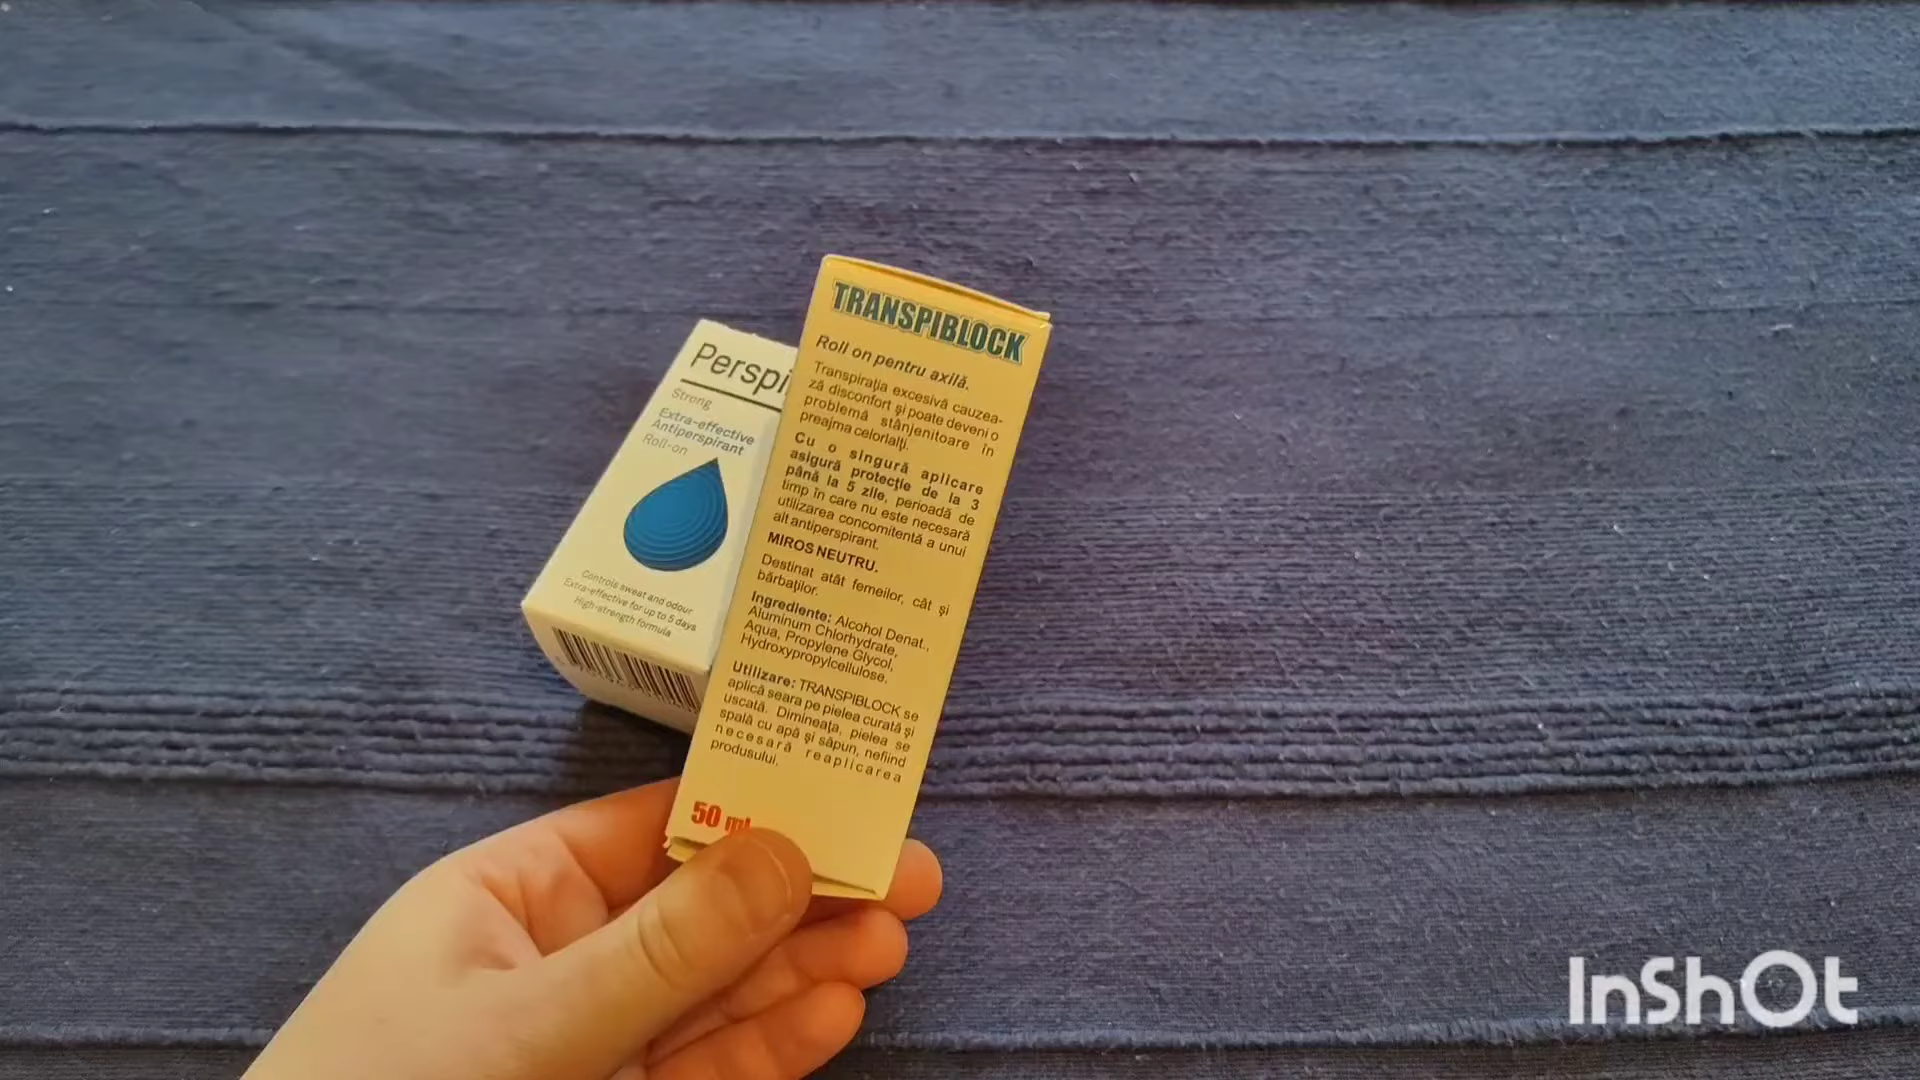 Perspi
Strong
Extra-effective
Antiperspirant
Roll-on
Controls sweat and odour
Extra-effective for up to 5 days
High-strength formula
TRANSPIBLOCK
Roll on pentru axilă.
Transpirația excesivă cauzea-
ză disconfort și poate deveni o
problemă stânjenitoare în
preajma celorlalți.
Cu o singură aplicare
asigură protecție de la 3
până la 5 zile, perioadă de
timp în care nu este necesară
utilizarea concomitentă a unui
alt antiperspirant.
MIROS NEUTRU.
Destinat atât femeilor, cât și
bărbaților.
Ingrediente: Alcohol Denat.,
Aluminum Chlorhydrate,
Aqua, Propylene Glycol,
Hydroxypropylcellulose.
Utilizare: TRANSPIBLOCK se
aplică seara pe pielea curată și
uscată. Dimineața, pielea se
spală cu apă și săpun, nefiind
necesară reaplicarea
produsului.
50 ml
InShOt